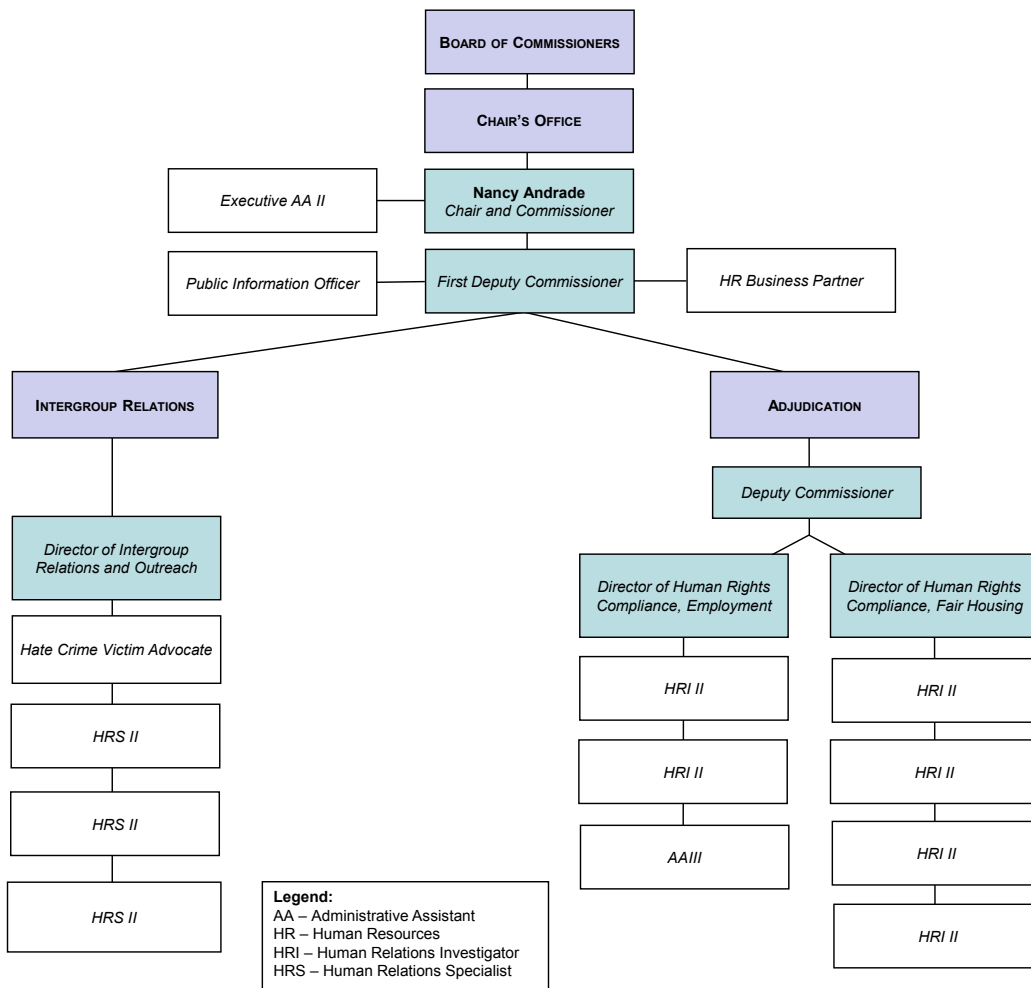 BOARD OF COMMISSIONERS
CHAIR'S OFFICE
Executive AA II
Nancy Andrade
Chair and Commissioner
Public Information Officer
First Deputy Commissioner
HR Business Partner
INTERGROUP RELATIONS
ADJUDICATION
Deputy Commissioner
Director of Intergroup
Relations and Outreach
Director of Human Rights
Compliance, Employment
Director of Human Rights
Compliance, Fair Housing
Hate Crime Victim Advocate
HRS II
HRS II
HRS II
HRI II
HRI II
AAIII
HRI II
HRI II
HRI II
HRI II
Legend:
AA – Administrative Assistant
HR – Human Resources
HRI – Human Relations Investigator
HRS – Human Relations Specialist